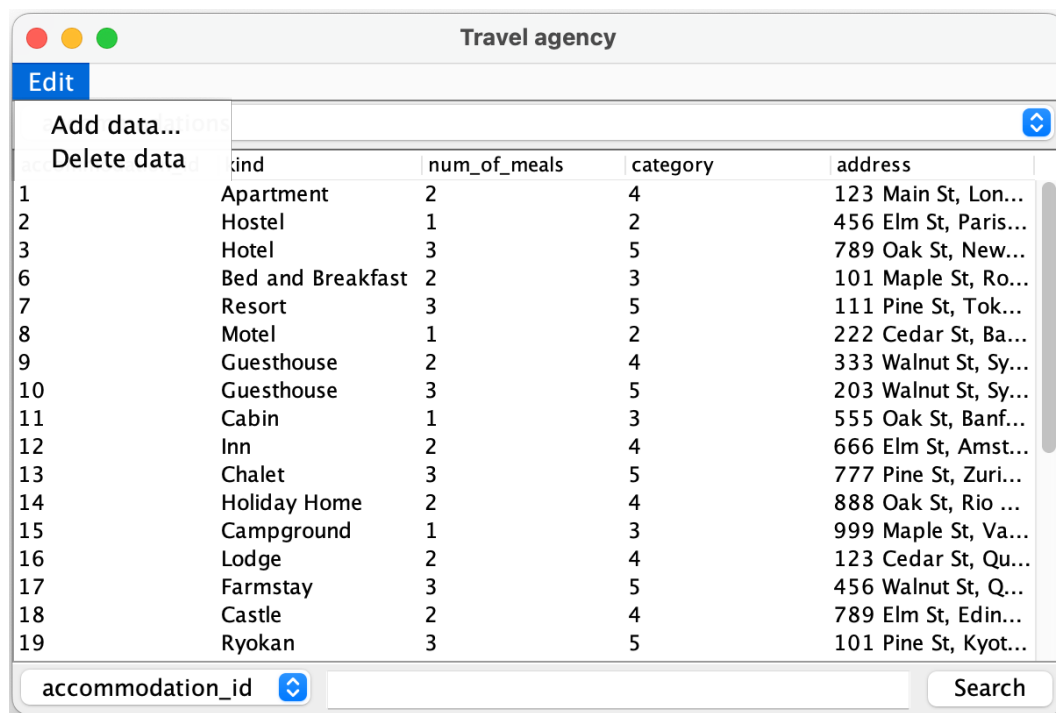 Travel agency
Edit
Add data...
accommodations
Delete data
accommodation_id kind num_of_meals category address
1 Apartment 2 4 123 Main St, Lon...
2 Hostel 1 2 456 Elm St, Paris...
3 Hotel 3 5 789 Oak St, New...
6 Bed and Breakfast 2 3 101 Maple St, Ro...
7 Resort 3 5 111 Pine St, Tok...
8 Motel 1 2 222 Cedar St, Ba...
9 Guesthouse 2 4 333 Walnut St, Sy...
10 Guesthouse 3 5 203 Walnut St, Sy...
11 Cabin 1 3 555 Oak St, Banf...
12 Inn 2 4 666 Elm St, Amst...
13 Chalet 3 5 777 Pine St, Zuri...
14 Holiday Home 2 4 888 Oak St, Rio ...
15 Campground 1 3 999 Maple St, Va...
16 Lodge 2 4 123 Cedar St, Qu...
17 Farmstay 3 5 456 Walnut St, Q...
18 Castle 2 4 789 Elm St, Edin...
19 Ryokan 3 5 101 Pine St, Kyot...
accommodation_id Search